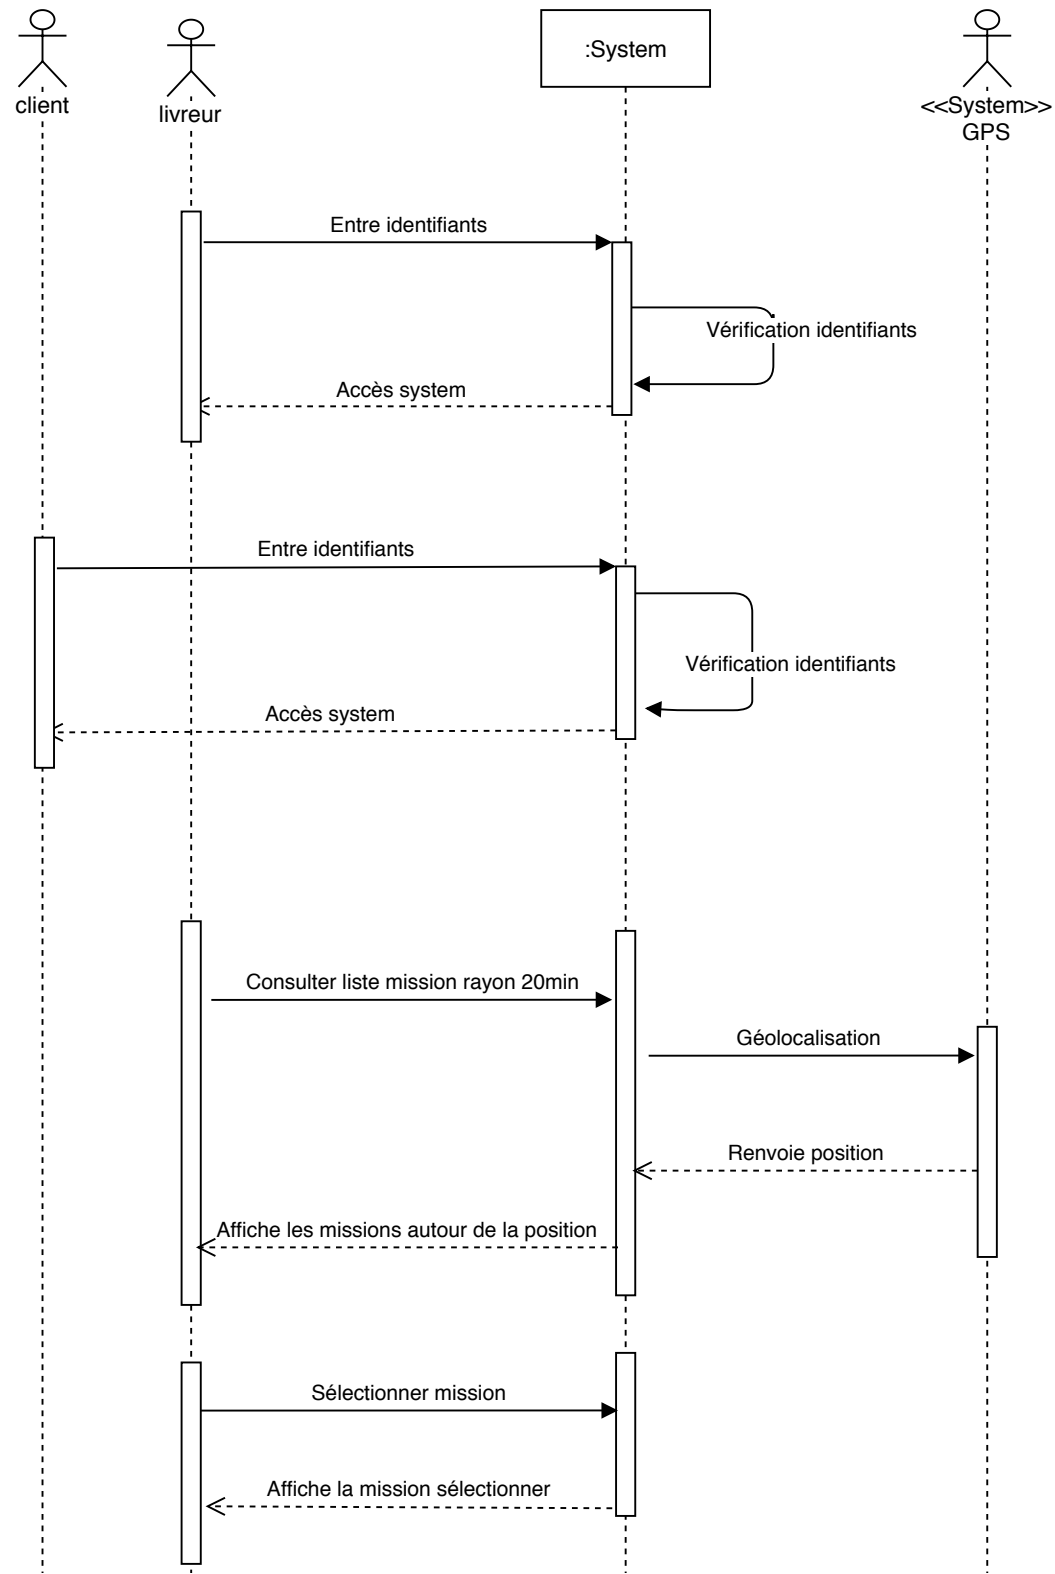 :System
client
livreur
<<System>>
GPS
Entre identifiants
Vérification identifiants
Accès system
Entre identifiants
Vérification identifiants
Accès system
Consulter liste mission rayon 20min
Géolocalisation
Renvoie position
Affiche les missions autour de la position
Sélectionner mission
Affiche la mission sélectionner